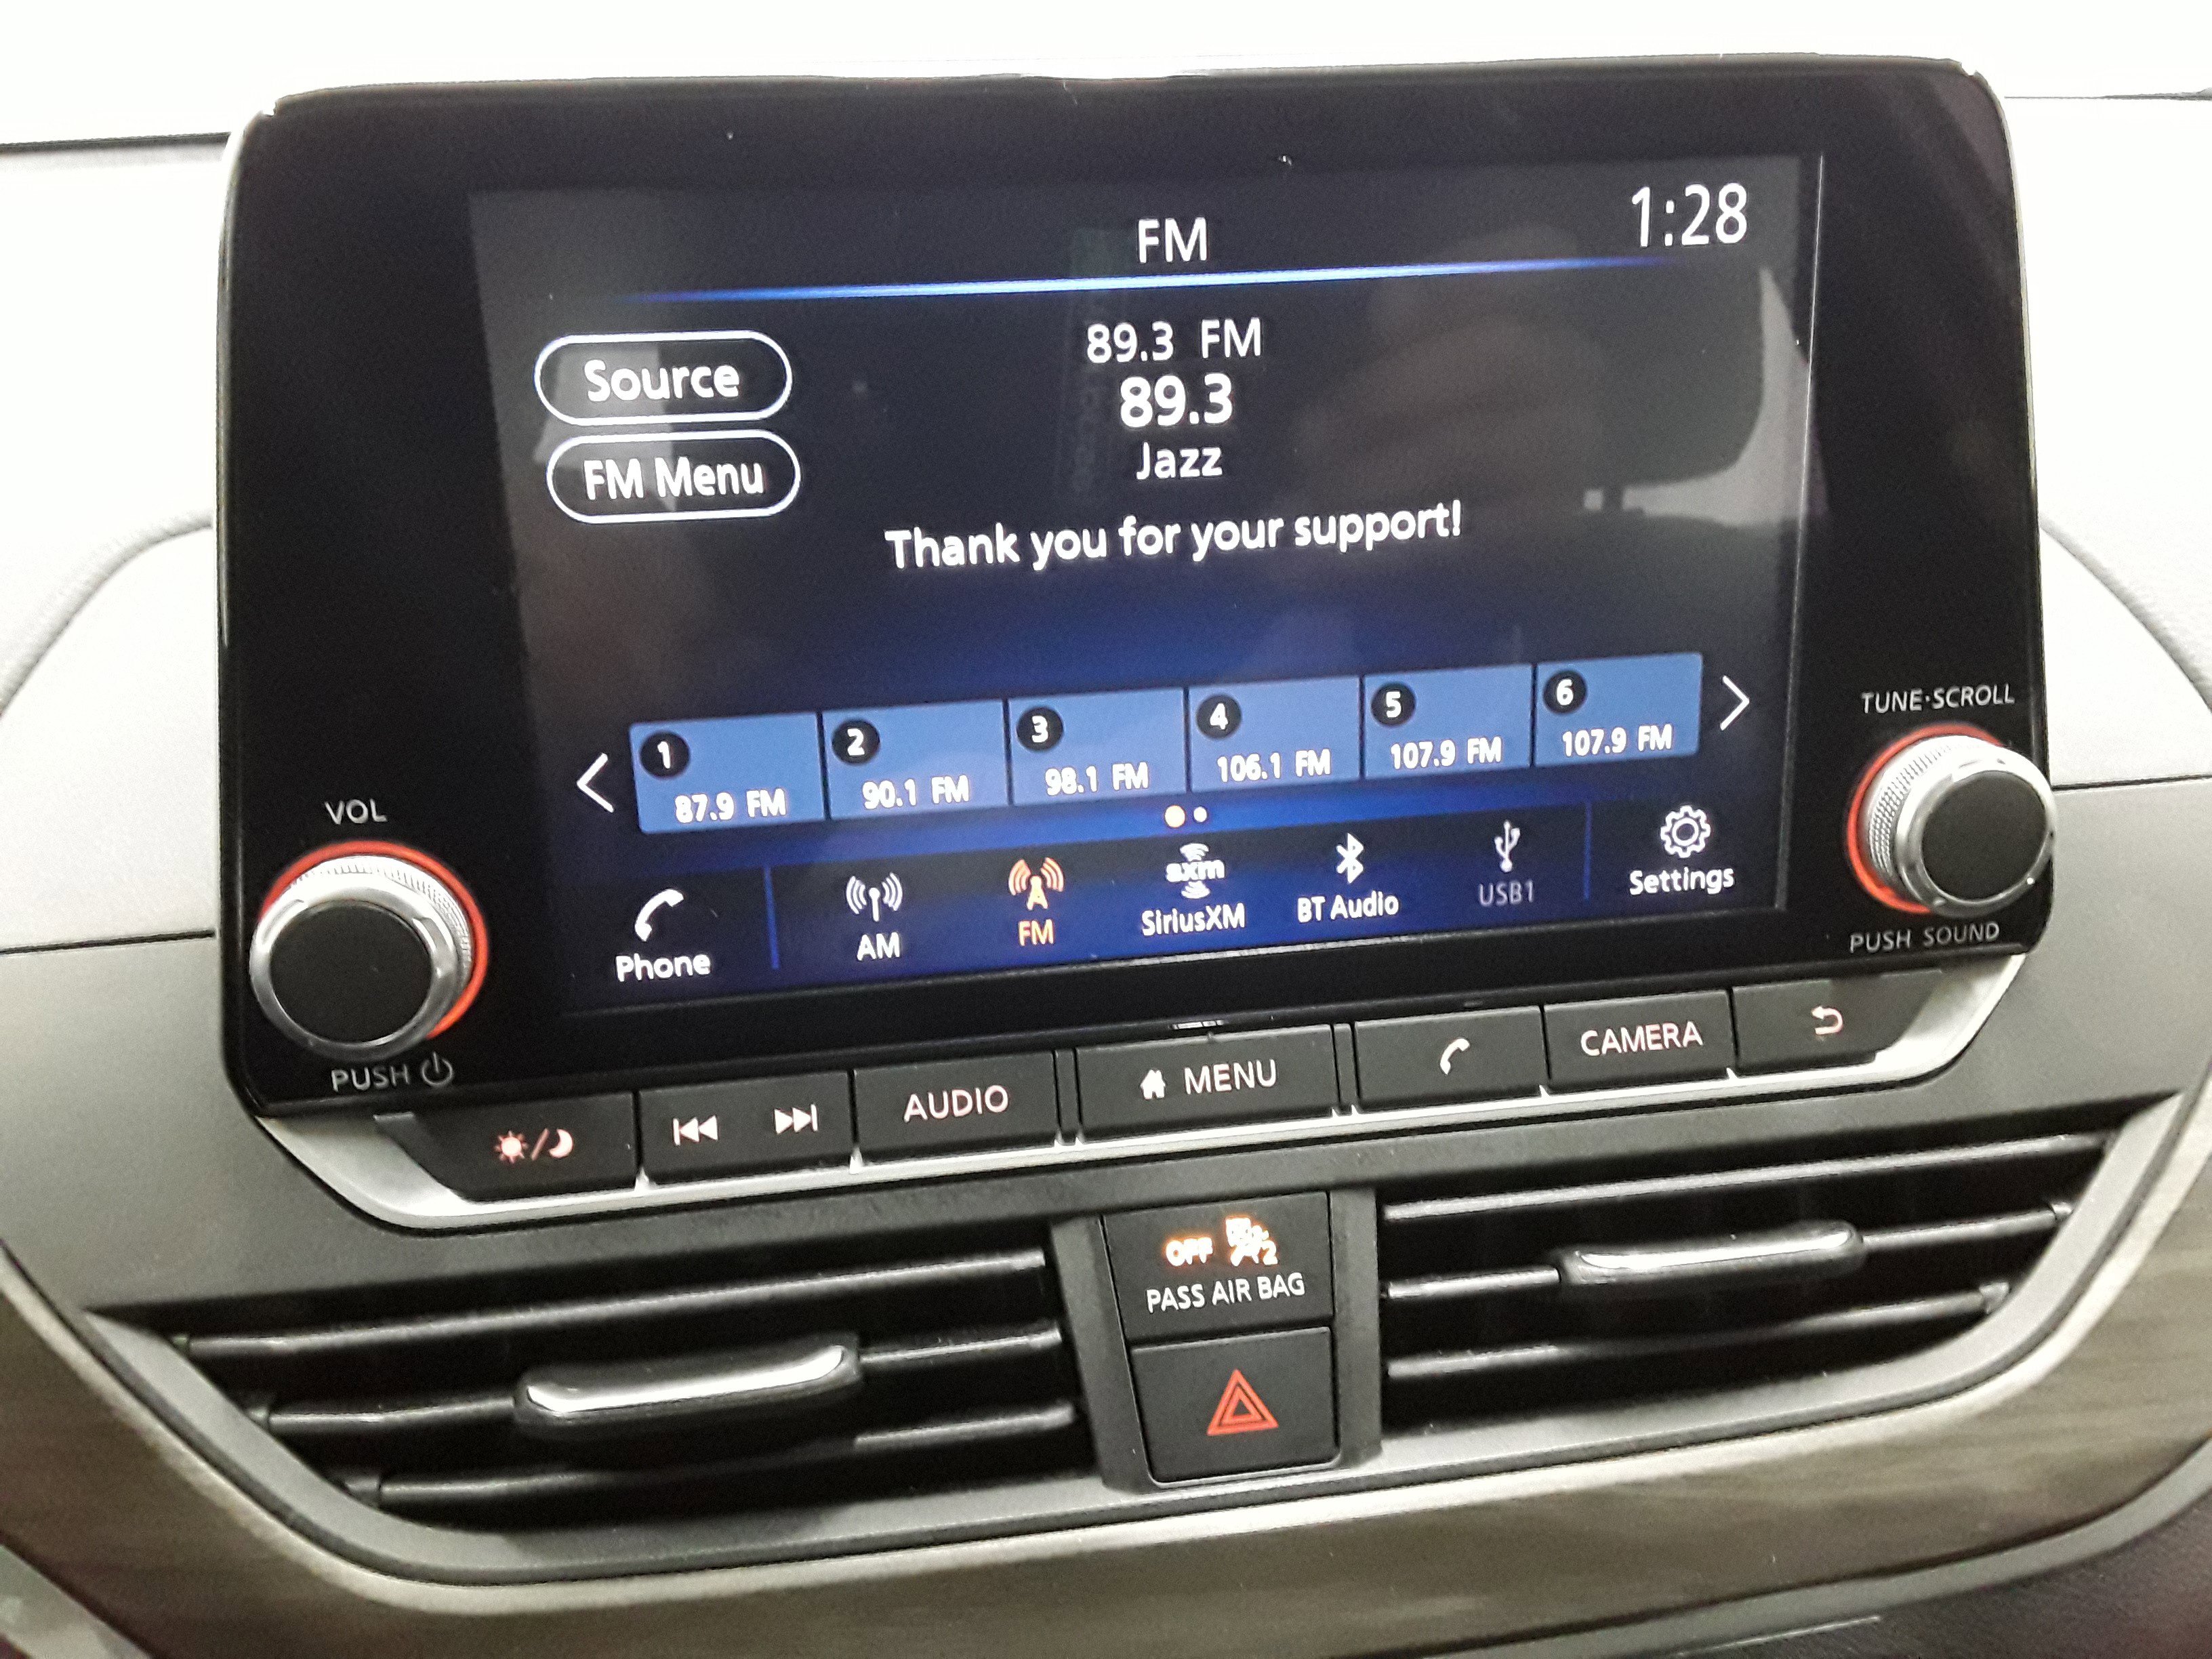 FM
1:28
Source
89.3 FM
89.3
FM Menu
Jazz
Thank you for your support!
1
87.9 FM
2
90.1 FM
3
98.1 FM
4
106.1 FM
5
107.9 FM
6
107.9 FM
Phone
AM
FM
sxm
SiriusXM
BT Audio
USB1
Settings
VOL
PUSH
TUNE·SCROLL
PUSH SOUND
AUDIO
MENU
CAMERA
OFF
2
PASS AIR BAG